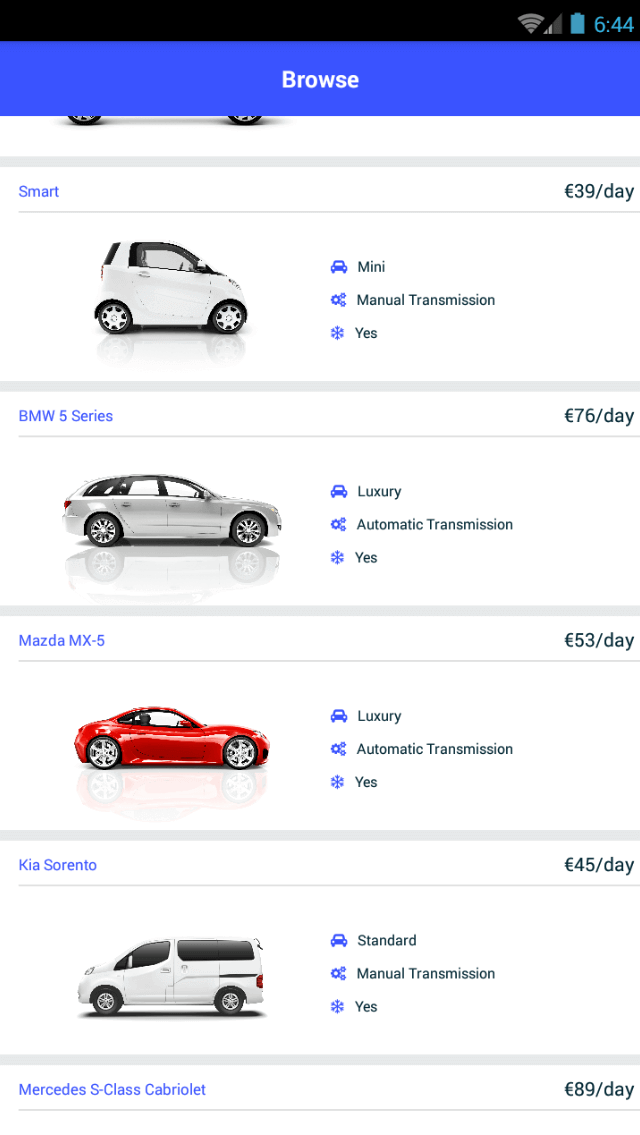 6:44
Browse
Smart €39/day
Mini
Manual Transmission
Yes
BMW 5 Series €76/day
Luxury
Automatic Transmission
Yes
Mazda MX-5 €53/day
Luxury
Automatic Transmission
Yes
Kia Sorento €45/day
Standard
Manual Transmission
Yes
Mercedes S-Class Cabriolet €89/day